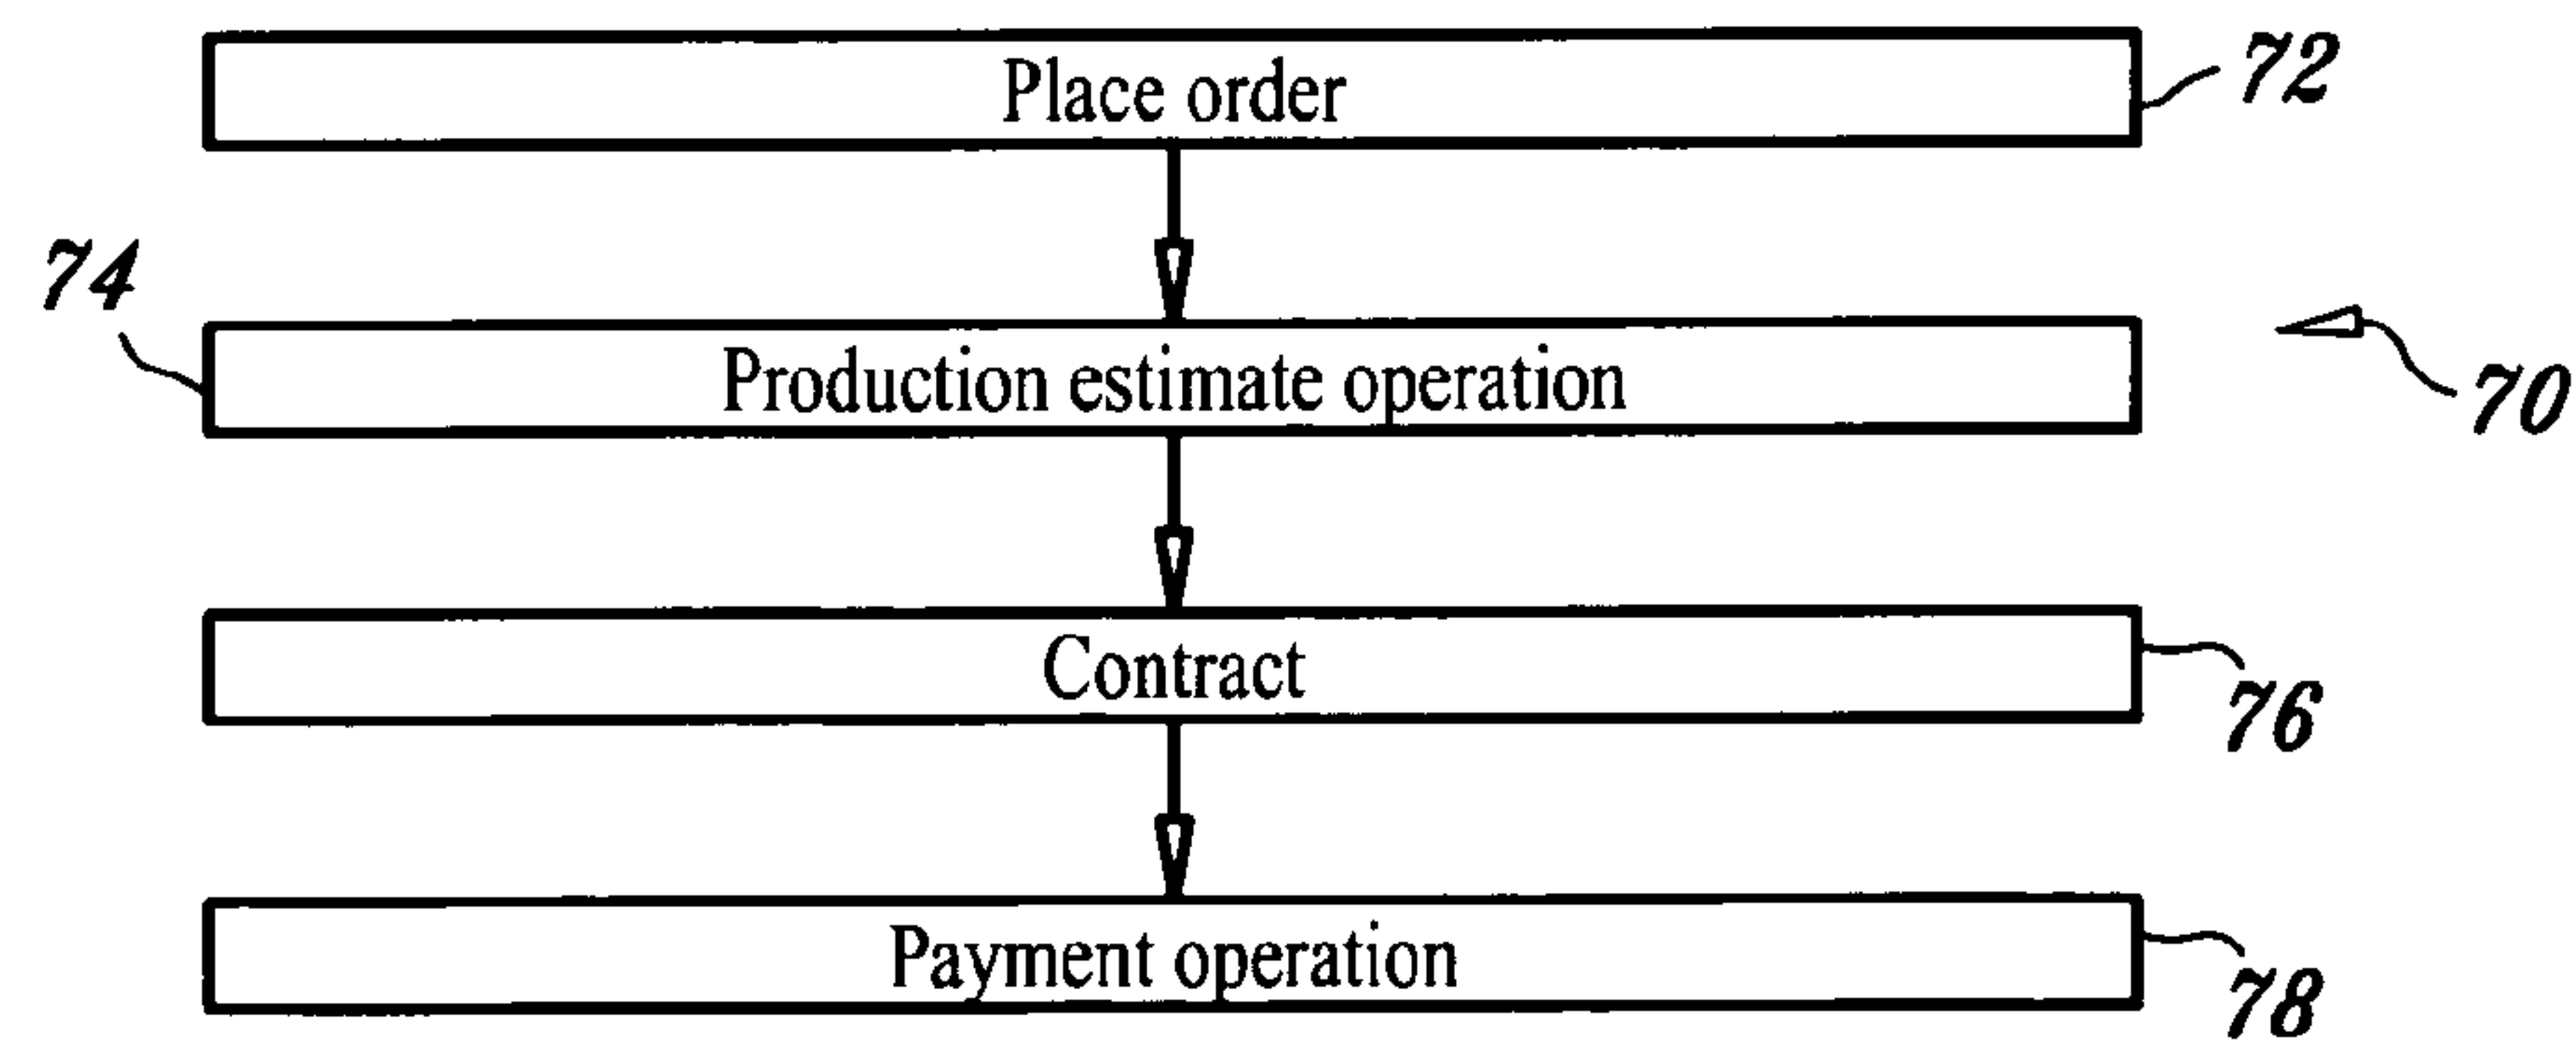 Place order
72
74
Production estimate operation
70
Contract
76
Payment operation
78